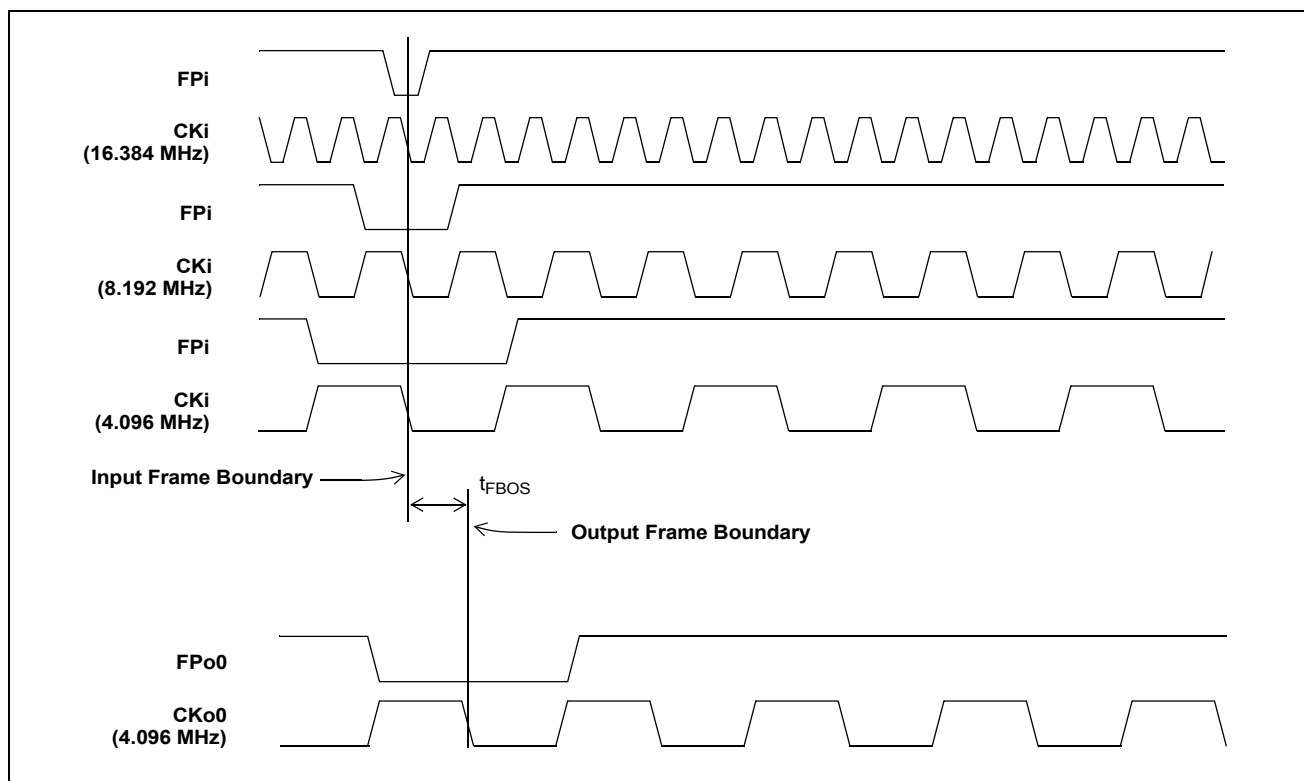 FPi
CKi
(16.384 MHz)
FPi
CKi
(8.192 MHz)
FPi
CKi
(4.096 MHz)
Input Frame Boundary
tFBOS
Output Frame Boundary
FPo0
CKo0
(4.096 MHz)